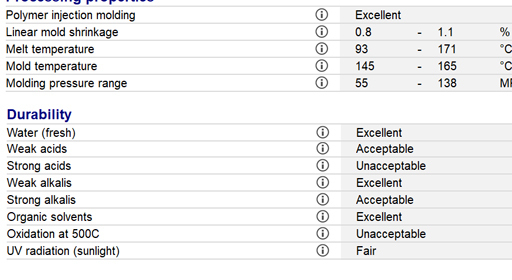 Processing properties
Polymer injection molding Excellent
Linear mold shrinkage 0.8 - 1.1 %
Melt temperature 93 - 171 °C
Mold temperature 145 - 165 °C
Molding pressure range 55 - 138
Durability
Water (fresh) Excellent
Weak acids Acceptable
Strong acids Unacceptable
Weak alkalis Excellent
Strong alkalis Acceptable
Organic solvents Excellent
Oxidation at 500C Unacceptable
UV radiation (sunlight) Fair